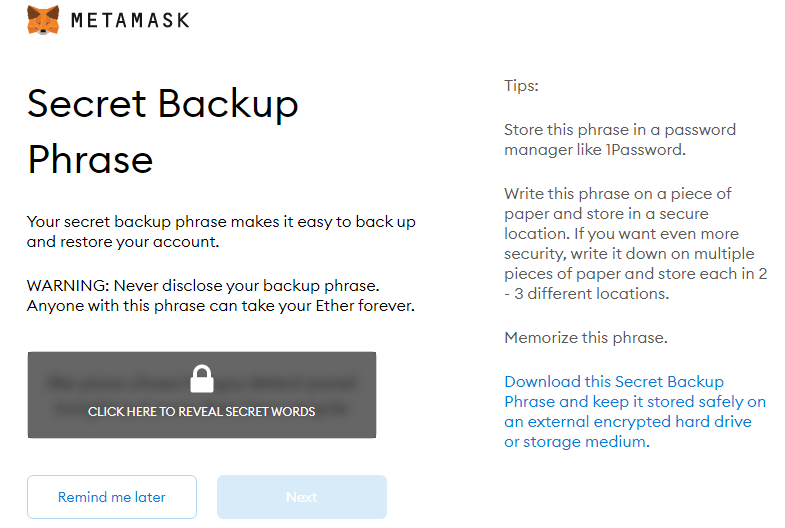 METAMASK
Secret Backup
Phrase
Your secret backup phrase makes it easy to back up
and restore your account.
WARNING: Never disclose your backup phrase.
Anyone with this phrase can take your Ether forever.
CLICK HERE TO REVEAL SECRET WORDS
Remind me later
Next
Tips:
Store this phrase in a password
manager like 1Password.
Write this phrase on a piece of
paper and store in a secure
location. If you want even more
security, write it down on multiple
pieces of paper and store each in 2
- 3 different locations.
Memorize this phrase.
Download this Secret Backup
Phrase and keep it stored safely on
an external encrypted hard drive
or storage medium.